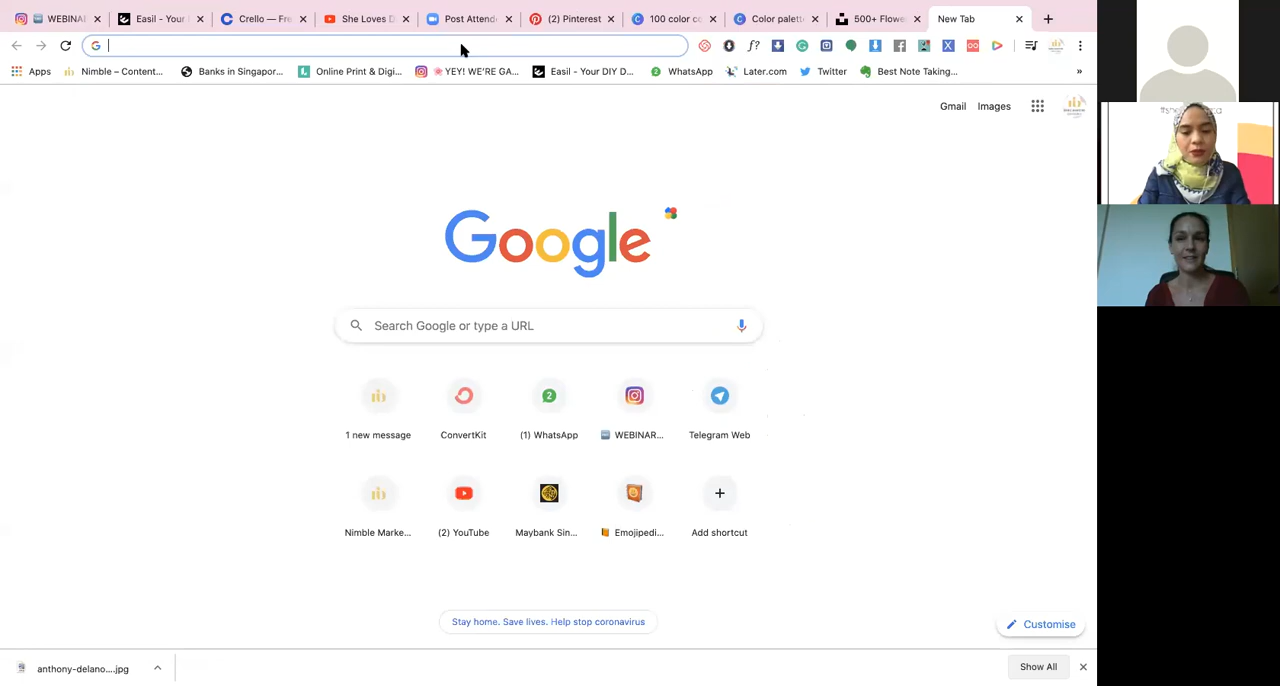 WEBINA
Easil - Your
Crello — Fre
She Loves D
Post Attend
(2) Pinterest
100 color co
Color palett
500+ Flowe
New Tab
Apps
Nimble – Content...
Banks in Singapor...
Online Print & Digi...
YEY! WE'RE GA...
Easil - Your DIY D...
WhatsApp
Later.com
Twitter
Best Note Taking...
»
Gmail Images
Google
Search Google or type a URL
1 new message
ConvertKit
(1) WhatsApp
WEBINAR...
Telegram Web
Nimble Marke...
(2) YouTube
Maybank Sin...
Emojipedi...
Add shortcut
Stay home. Save lives. Help stop coronavirus
Customise
anthony-delano....jpg
Show All